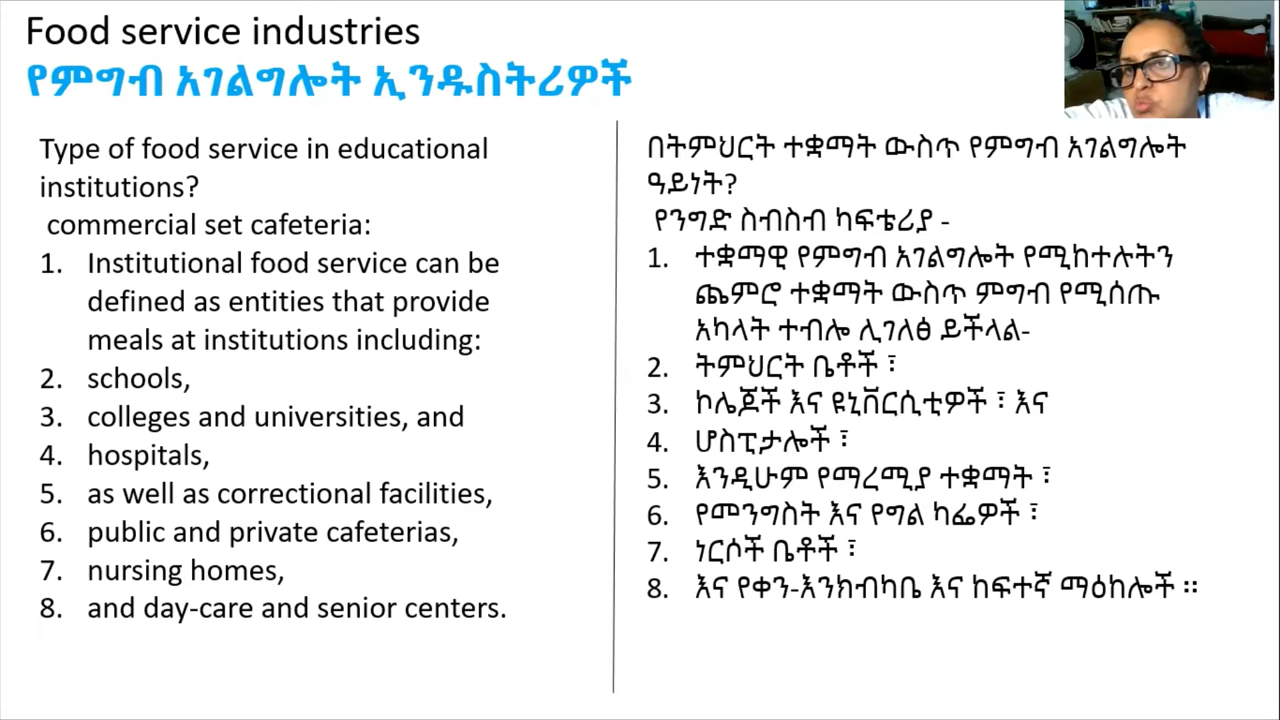 Food service industries
የምግብ አገልግሎት ኢንዱስትሪዎች
Type of food service in educational
institutions?
commercial set cafeteria:
1. Institutional food service can be
defined as entities that provide
meals at institutions including:
2. schools,
3. colleges and universities, and
4. hospitals,
5. as well as correctional facilities,
6. public and private cafeterias,
7. nursing homes,
8. and day-care and senior centers.
በትምህርት ተቋማት ውስጥ የምግብ አገልግሎት
ዓይነት?
የንግድ ስብስብ ካፍቴሪያ -
1. ተቋማዊ የምግብ አገልግሎት የሚከተሉትን
ጨምሮ ተቋማት ውስጥ ምግብ የሚሰጡ
አካላት ተብሎ ሊገለፅ ይችላል-
2. ትምህርት ቤቶች ፣
3. ኮሌጆች እና ዩኒቨርሲቲዎች ፣ እና
4. ሆስፒታሎች ፣
5. እንዲሁም የማረሚያ ተቋማት ፣
6. የመንግስት እና የግል ካፌዎች ፣
7. ነርሶች ቤቶች ፣
8. እና የቀን-እንክብካቤ እና ከፍተኛ ማዕከሎች ፡፡